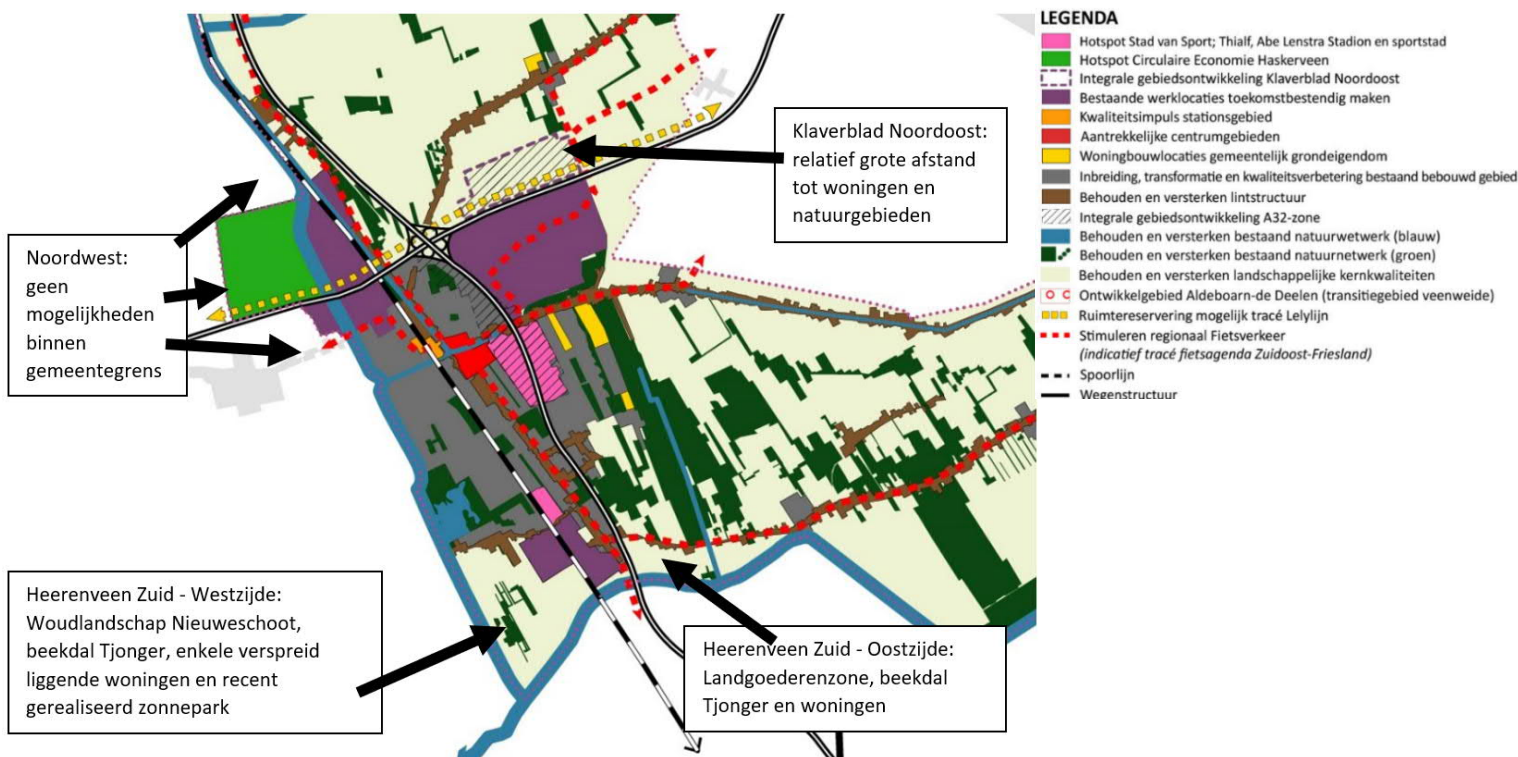 Klaverblad Noordoost:
relatief grote afstand
tot woningen en
natuurgebieden
Noordwest:
geen
mogelijkheden
binnen
gemeentegrens
Heerenveen Zuid - Westzijde:
Woudlandschap Nieuweschoot,
beekdal Tjonger, enkele verspreid
liggende woningen en recent
gerealiseerd zonnepark
Heerenveen Zuid - Oostzijde:
Landgoederenzone, beekdal
Tjonger en woningen
LEGENDA
Hotspot Stad van Sport; Thialf, Abe Lenstra Stadion en sportstad
Hotspot Circulaire Economie Haskerveen
Integrale gebiedsontwikkeling Klaverblad Noordoost
Bestaande werklocaties toekomstbestendig maken
Kwaliteitsimpuls stationsgebied
Aantrekkelijke centrumgebieden
Woningbouwlocaties gemeentelijk grondeigendom
Inbreiding, transformatie en kwaliteitsverbetering bestaand bebouwd gebied
Behouden en versterken lintstructuur
Integrale gebiedsontwikkeling A32-zone
Behouden en versterken bestaand natuurwetwerk (blauw)
Behouden en versterken bestaand natuurnetwerk (groen)
Behouden en versterken landschappelijke kernkwaliteiten
Ontwikkelgebied Aldeboarn-de Deelen (transitiegebied veenweide)
Ruimtereservering mogelijk tracé Lelylijn
Stimuleren regionaal Fietsverkeer
(indicatief tracé fietsagenda Zuidoost-Friesland)
Spoorlijn
Wegenstructuur